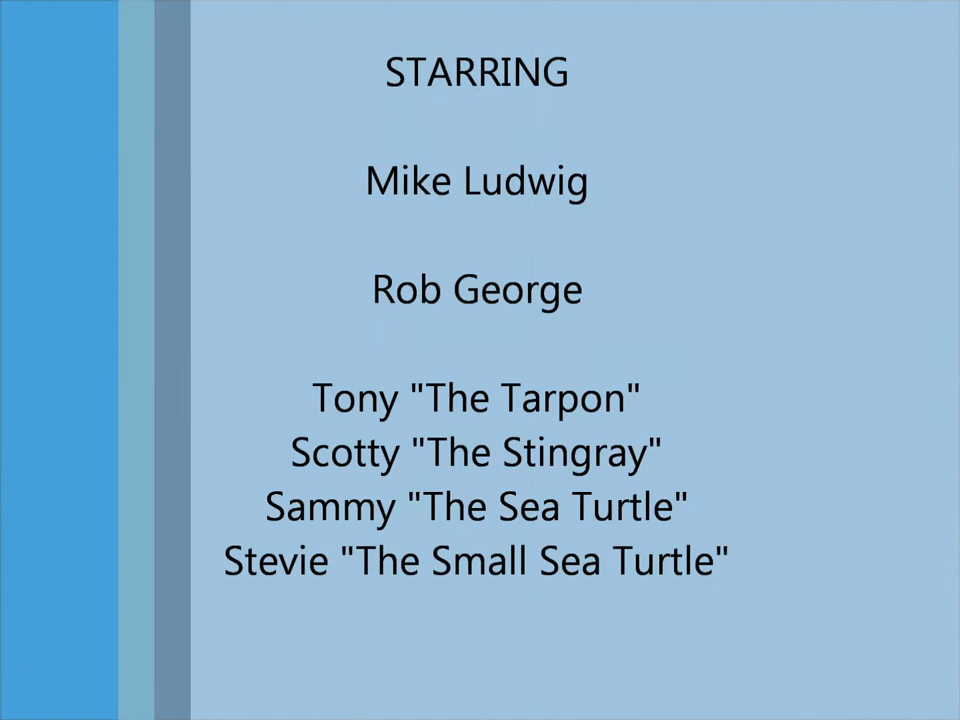 STARRING
Mike Ludwig
Rob George
Tony "The Tarpon"
Scotty "The Stingray"
Sammy "The Sea Turtle"
Stevie "The Small Sea Turtle"